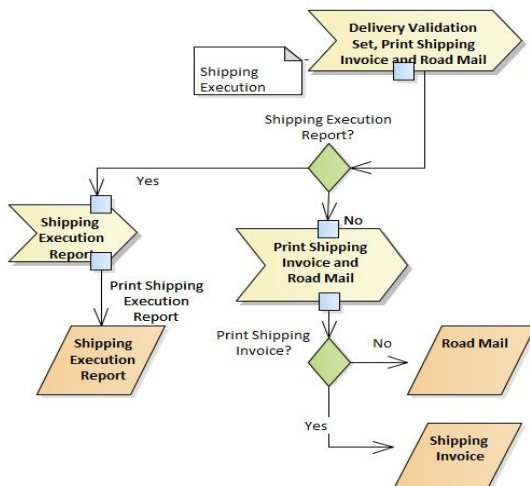 Delivery Validation
Set, Print Shipping
Invoice and Road Mail
Shipping
Execution
Shipping Execution
Report?
Yes
No
Shipping
Execution
Report
Print Shipping
Invoice and
Road Mail
Print Shipping
Execution
Report
Shipping
Execution
Report
Print Shipping
Invoice?
No
Road Mail
Yes
Shipping
Invoice